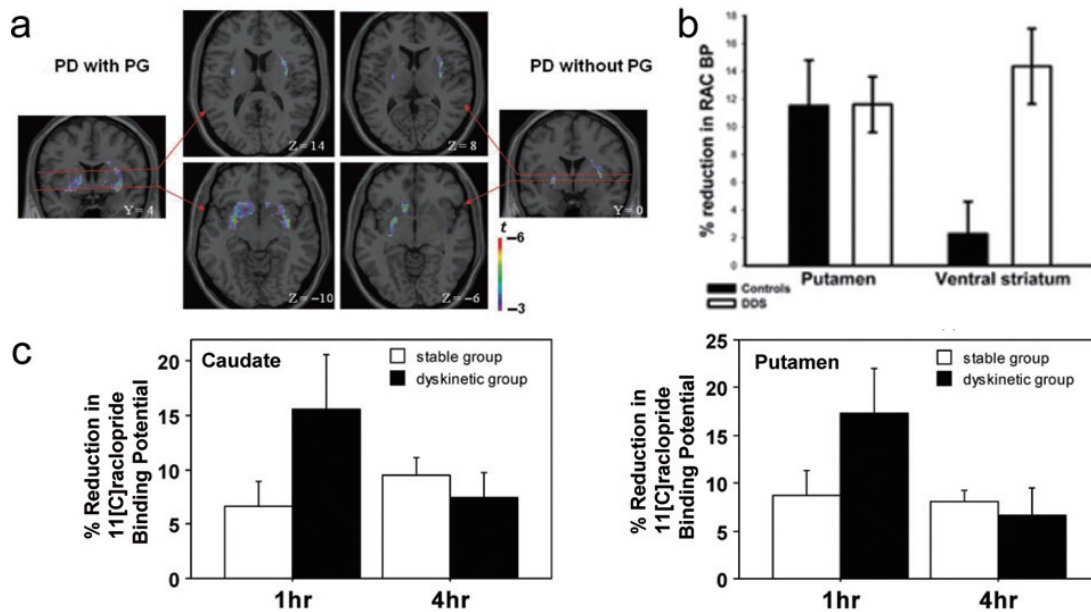 a
PD with PG
PD without PG
Z = 14
Z = 8
Y = 4
Y = 0
Z = −10
Z = −6
t
−6
−3
b
% reduction in RAC BP
18
16
14
12
10
8
6
4
2
0
Putamen
Ventral striatum
Controls
DDS
c
% Reduction in
11[C]raclopride
Binding Potential
20
15
10
5
0
Caudate
stable group
dyskinetic group
1hr
4hr
% Reduction in
11[C]raclopride
Binding Potential
25
20
15
10
5
0
Putamen
stable group
dyskinetic group
1hr
4hr